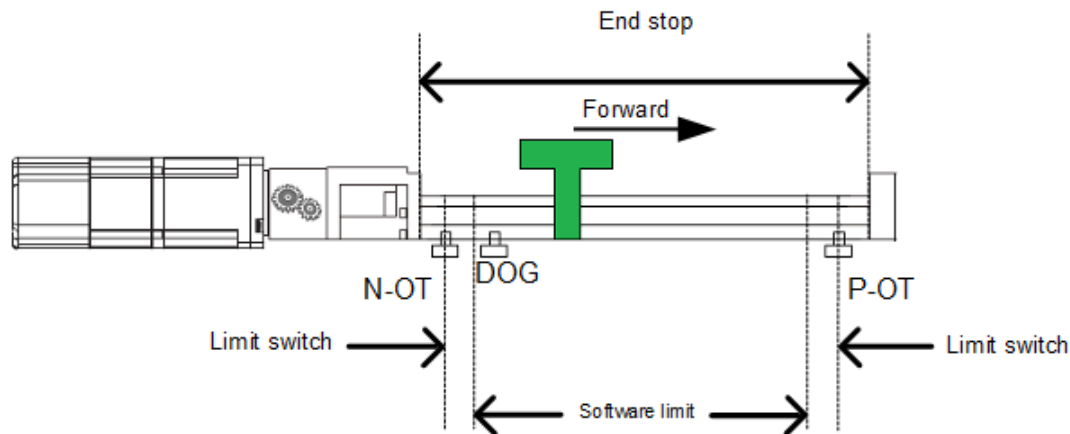 End stop
Forward
N-OT
DOG
P-OT
Limit switch
Limit switch
Software limit